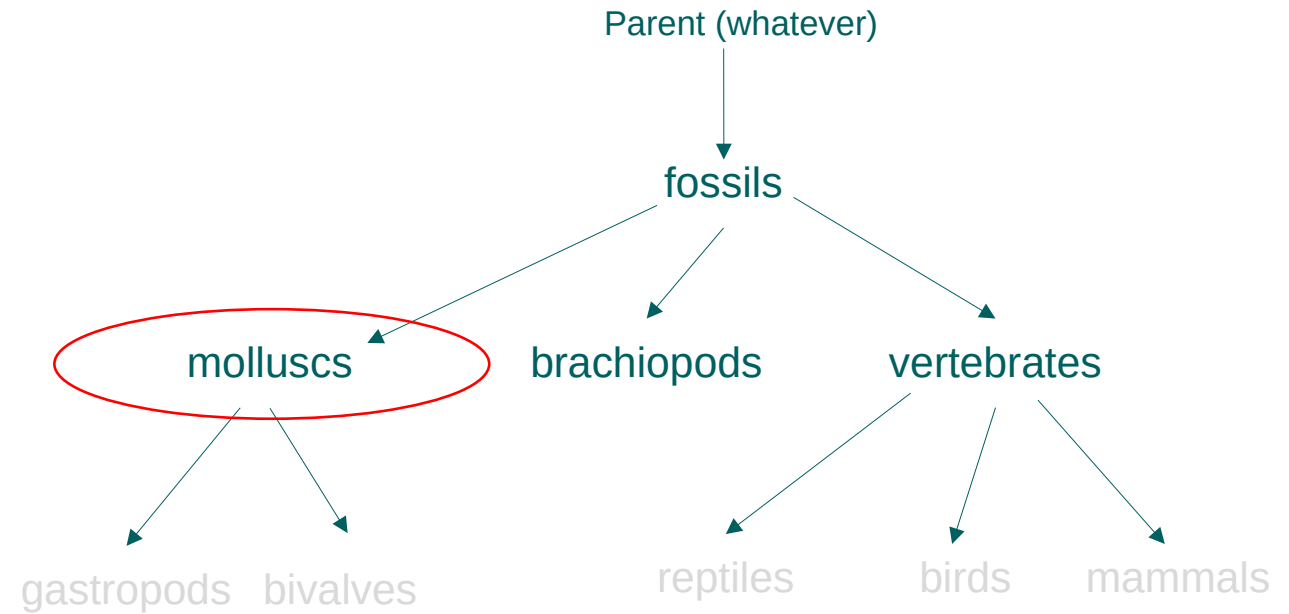 Parent (whatever)
fossils
molluscs brachiopods vertebrates
gastropods bivalves reptiles birds mammals